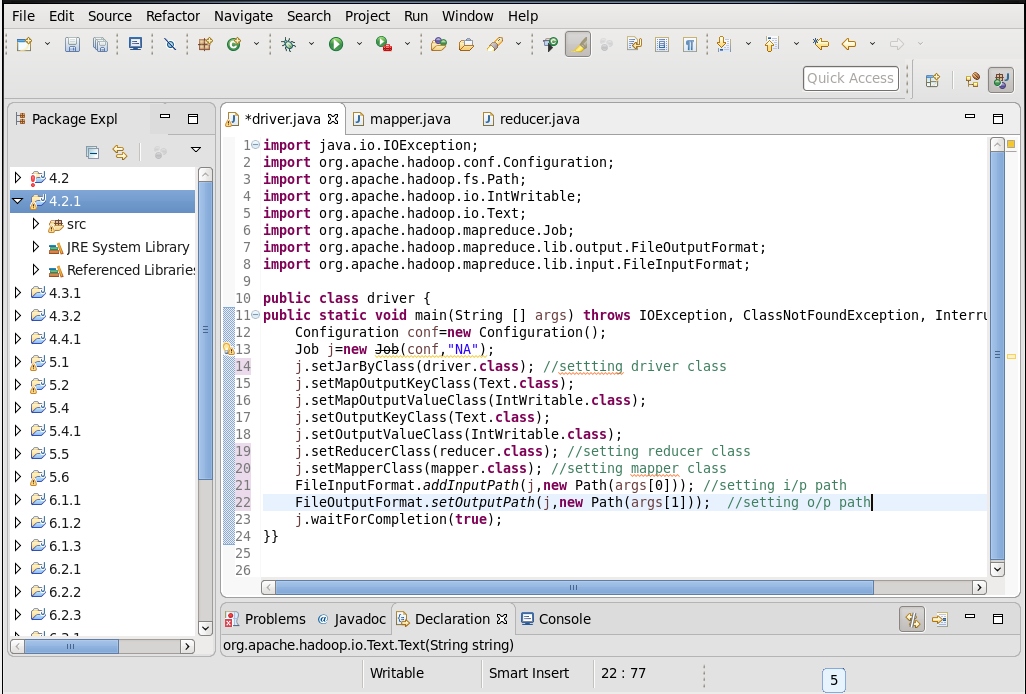 File Edit Source Refactor Navigate Search Project Run Window Help
Quick Access
Package Expl
*driver.java mapper.java reducer.java
4.2
4.2.1
src
JRE System Library
Referenced Libraries
4.3.1
4.3.2
4.4.1
5.1
5.2
5.4
5.4.1
5.5
5.6
6.1.1
6.1.2
6.1.3
6.2.1
6.2.2
6.2.3
1 import java.io.IOException;
2 import org.apache.hadoop.conf.Configuration;
3 import org.apache.hadoop.fs.Path;
4 import org.apache.hadoop.io.IntWritable;
5 import org.apache.hadoop.io.Text;
6 import org.apache.hadoop.mapreduce.Job;
7 import org.apache.hadoop.mapreduce.lib.output.FileOutputFormat;
8 import org.apache.hadoop.mapreduce.lib.input.FileInputFormat;
9
10 public class driver {
11 public static void main(String [] args) throws IOException, ClassNotFoundException, Interru
12 Configuration conf=new Configuration();
13 Job j=new Job(conf,"NA");
14 j.setJarByClass(driver.class); //settting driver class
15 j.setMapOutputKeyClass(Text.class);
16 j.setMapOutputValueClass(IntWritable.class);
17 j.setOutputKeyClass(Text.class);
18 j.setOutputValueClass(IntWritable.class);
19 j.setReducerClass(reducer.class); //setting reducer class
20 j.setMapperClass(mapper.class); //setting mapper class
21 FileInputFormat.addInputPath(j,new Path(args[0])); //setting i/p path
22 FileOutputFormat.setOutputPath(j,new Path(args[1])); //setting o/p path
23 j.waitForCompletion(true);
24 }}
25
26
Problems @ Javadoc Declaration Console
org.apache.hadoop.io.Text.Text(String string)
Writable Smart Insert 22 : 77
5